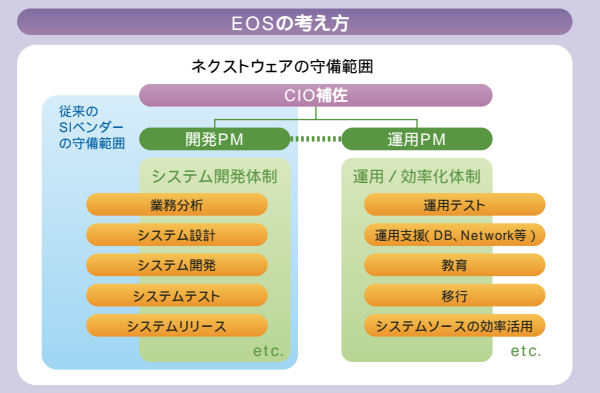 EOSの考え方
ネクストウェアの守備範囲
CIO補佐
従来の
SIベンダー
の守備範囲
開発PM
運用PM
システム開発体制
業務分析
システム設計
システム開発
システムテスト
システムリリース
etc.
運用 / 効率化体制
運用テスト
運用支援( DB、Network等 )
教育
移行
システムソースの効率活用
etc.